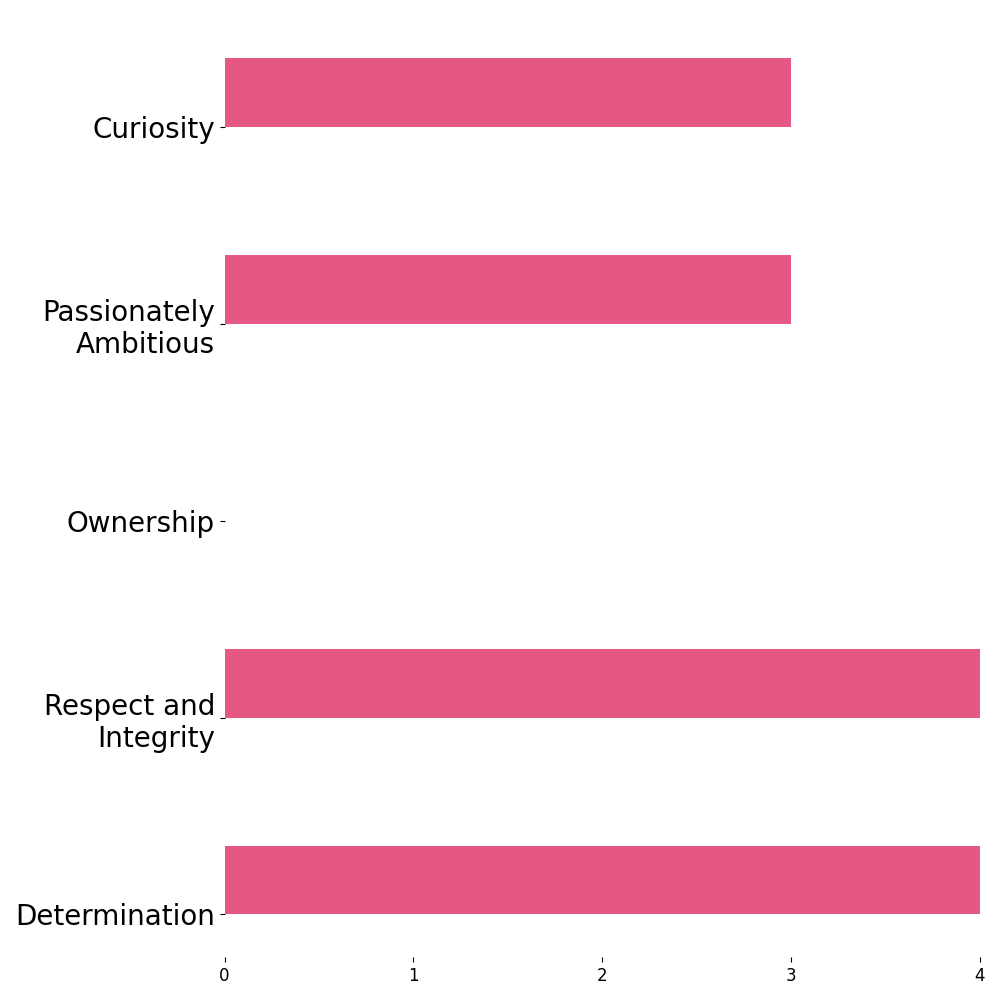 Curiosity
Passionately
Ambitious
Ownership
Respect and
Integrity
Determination
0 1 2 3 4